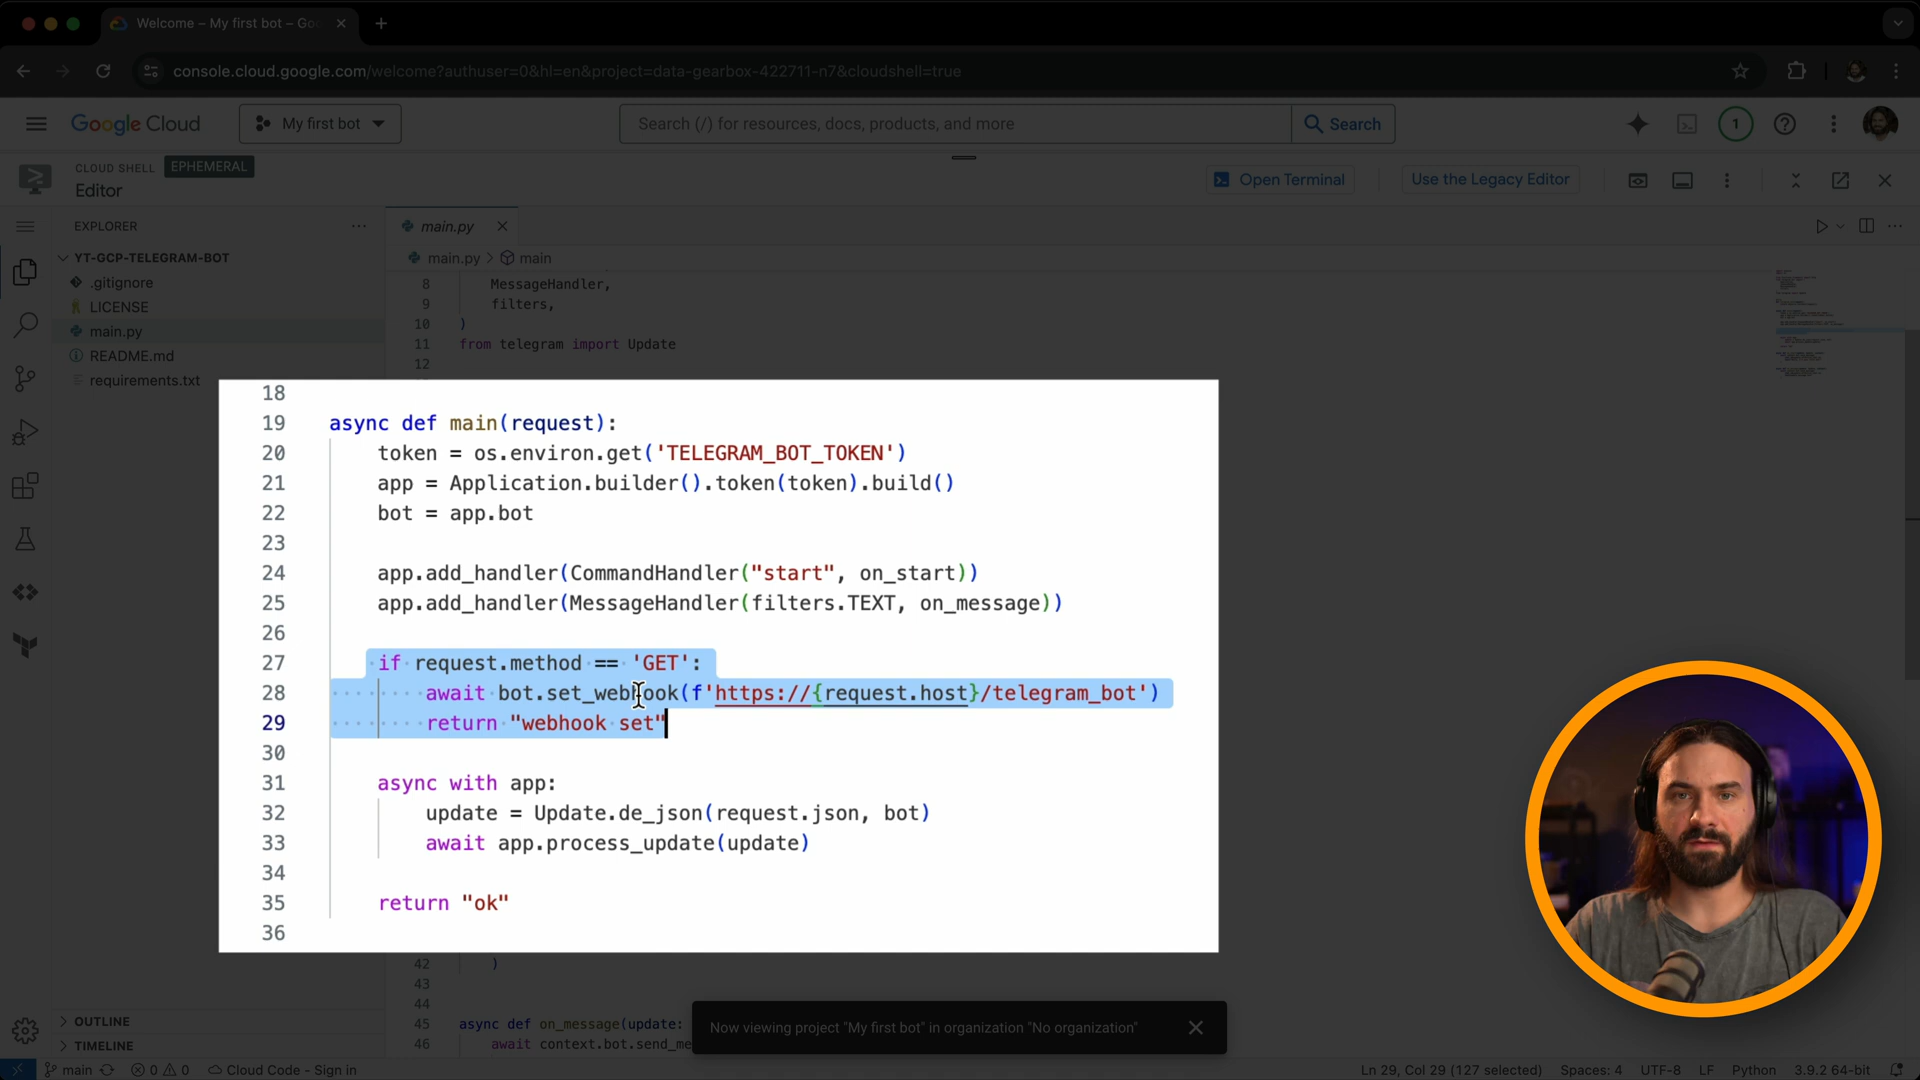 Welcome – My first bot – Goo
console.cloud.google.com/welcome?authuser=0&hl=en&project=data-gearbox-422711-n7&cloudshell=true
Google Cloud
My first bot
Search (/) for resources, docs, products, and more
Search
1
CLOUD SHELL
EPHEMERAL
Editor
Open Terminal
Use the Legacy Editor
EXPLORER
main.py
YT-GCP-TELEGRAM-BOT
main.py > main
.gitignore
LICENSE
main.py
README.md
requirements.txt
8 MessageHandler,
9 filters,
10 )
11 from telegram import Update
12
18
19 async def main(request):
20 token = os.environ.get('TELEGRAM_BOT_TOKEN')
21 app = Application.builder().token(token).build()
22 bot = app.bot
23
24 app.add_handler(CommandHandler("start", on_start))
25 app.add_handler(MessageHandler(filters.TEXT, on_message))
26
27 if request.method == 'GET':
28 await bot.set_webhook(f'https://{request.host}/telegram_bot')
29 return "webhook set"
30
31 async with app:
32 update = Update.de_json(request.json, bot)
33 await app.process_update(update)
34
35 return "ok"
36
42 )
43
44
45 async def on_message(update:
46 await context.bot.send_me
Now viewing project "My first bot" in organization "No organization"
OUTLINE
TIMELINE
main
0 0
Cloud Code - Sign in
Ln 29, Col 29 (127 selected)
Spaces: 4
UTF-8
LF
Python
3.9.2 64-bit